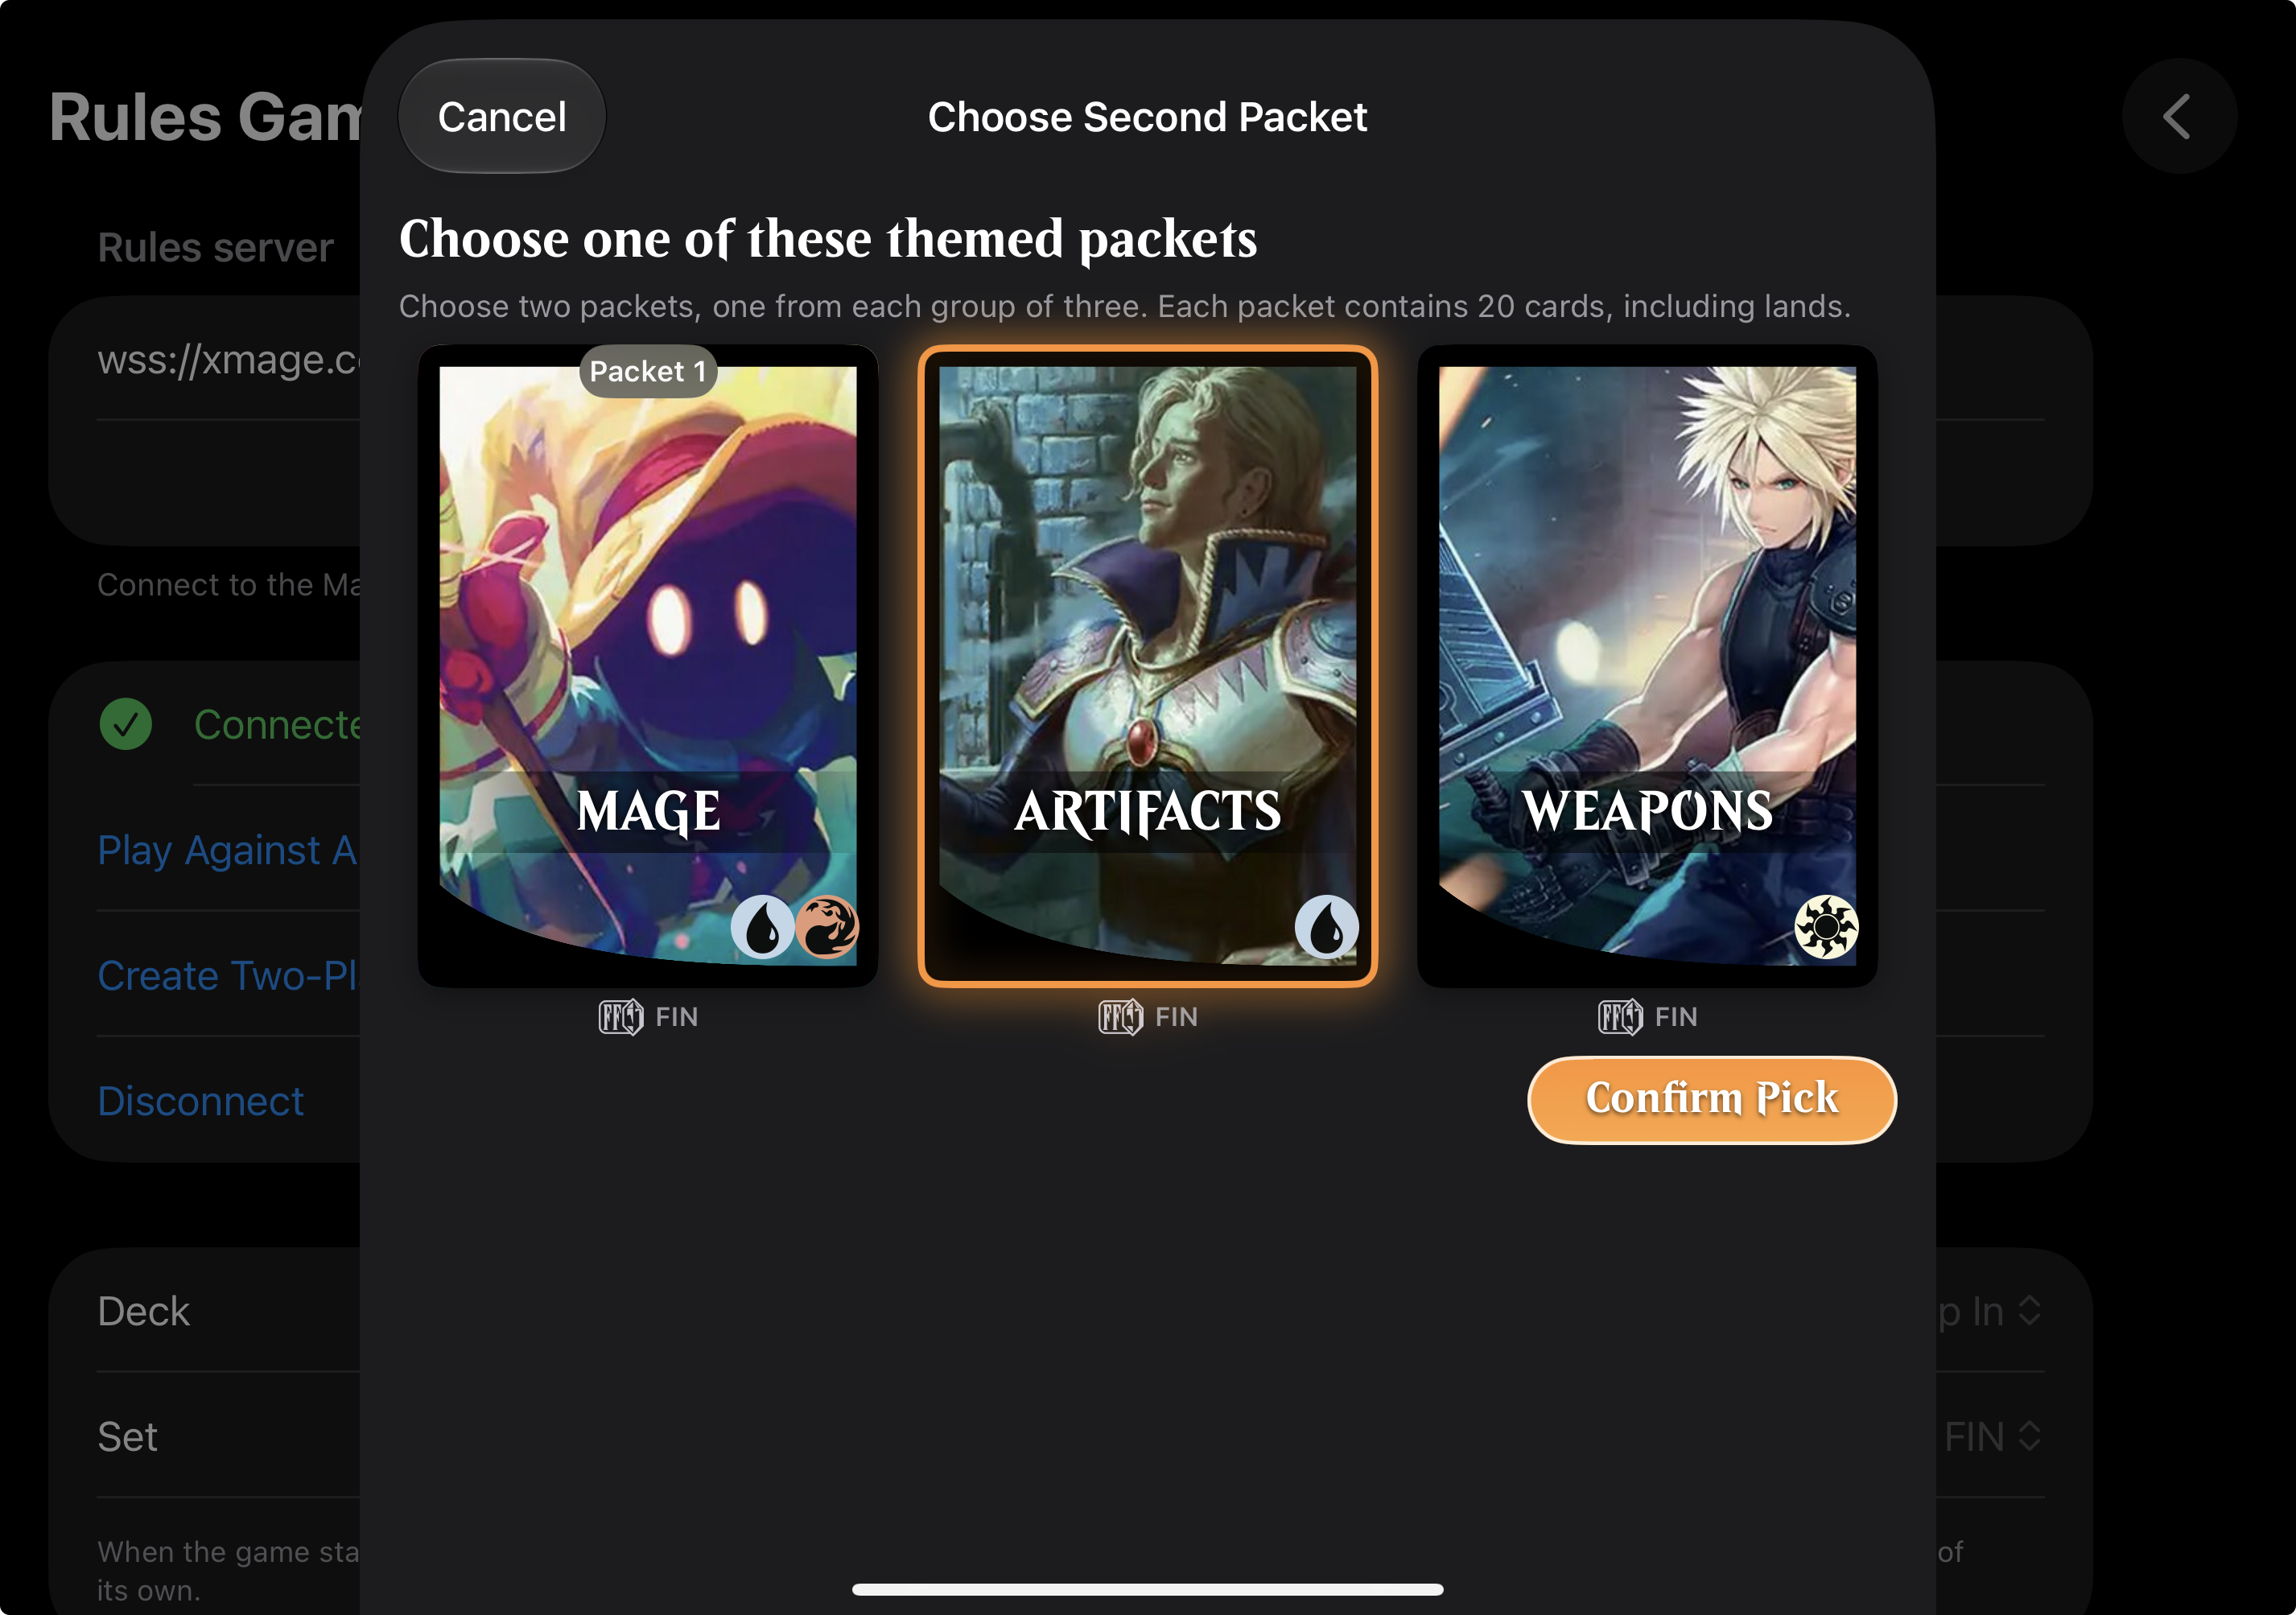 Rules Gam
Cancel
Choose Second Packet
Choose one of these themed packets
Choose two packets, one from each group of three. Each packet contains 20 cards, including lands.
Rules server
wss://xmage.c
Connect to the Ma
Connecte
Play Against A
Create Two-Pl
Disconnect
Packet 1
MAGE
ARTIFACTS
WEAPONS
FIN
FIN
FIN
Confirm Pick
Deck
p In
Set
FIN
When the game sta
of
its own.